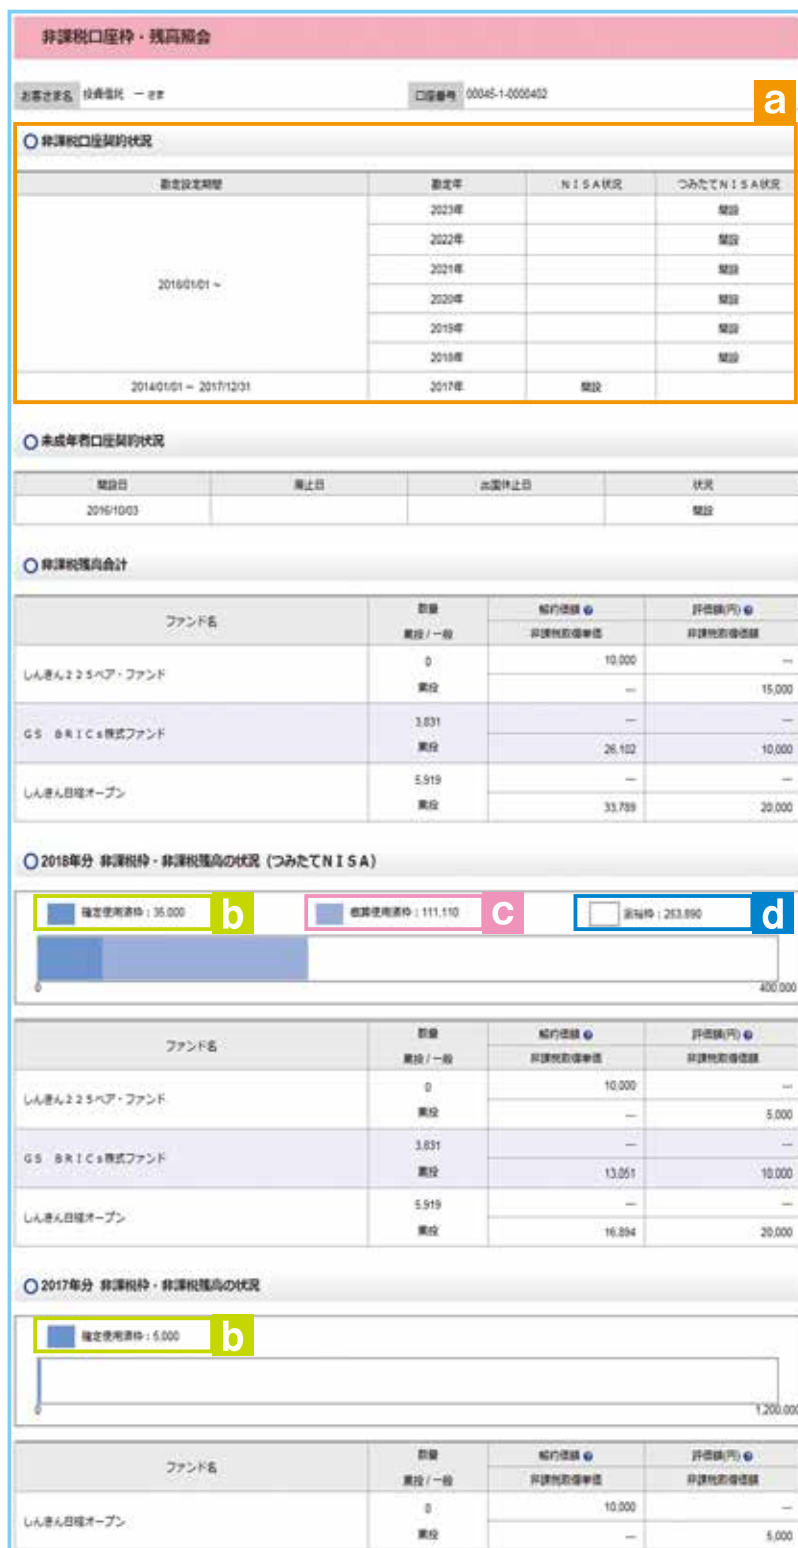 非課税口座枠・残高照会
お客さま名 投資信託 一 さま 口座番号 00045-1-0000402
a
非課税口座契約状況
勘定設定期間 勘定年 NISA状況 つみたてNISA状況
2023年 開設
2022年 開設
2021年 開設
2018/01/01 ~
2020年 開設
2019年 開設
2018年 開設
2014/01/01 ~ 2017/12/31 2017年 開設
未成年者口座契約状況
開設日 廃止日 出国休止日 状況
2016/10/03 開設
非課税残高合計
ファンド名 数量 解約価額 評価額(円)
累投/一般 非課税取得単価 非課税取得価額
しんきん225ベア・ファンド 0 10,000 ---
累投 --- 15,000
GS BRICs株式ファンド 3,831 --- ---
累投 26,102 10,000
しんきん日経オープン 5,919 --- ---
累投 33,789 20,000
2018年分 非課税枠・非課税残高の状況(つみたてNISA)
確定使用済枠:35,000 b 概算使用済枠:111,110 c 余裕枠:253,890 d
0 400,000
ファンド名 数量 解約価額 評価額(円)
累投/一般 非課税取得単価 非課税取得価額
しんきん225ベア・ファンド 0 10,000 ---
累投 --- 5,000
GS BRICs株式ファンド 3,831 --- ---
累投 13,051 10,000
しんきん日経オープン 5,919 --- ---
累投 16,894 20,000
2017年分 非課税枠・非課税残高の状況
確定使用済枠:5,000 b
0 1,200,000
ファンド名 数量 解約価額 評価額(円)
累投/一般 非課税取得単価 非課税取得価額
しんきん日経オープン 0 10,000 ---
累投 --- 5,000